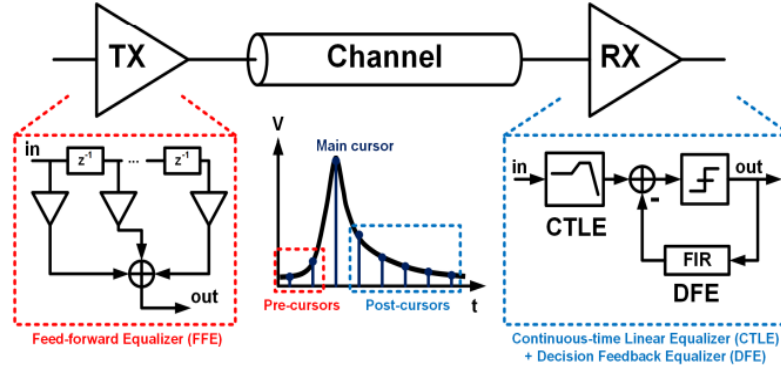 TX
Channel
RX
in
z-1
...
z-1
out
Feed-forward Equalizer (FFE)
V
Main cursor
Pre-cursors
Post-cursors
t
in
out
CTLE
-
FIR
DFE
Continuous-time Linear Equalizer (CTLE)
+ Decision Feedback Equalizer (DFE)